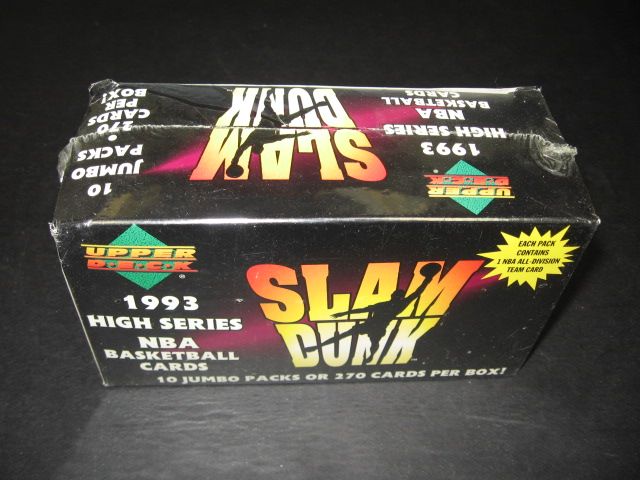 10
JUMBO
PACKS
270
CARDS
PER
BOX!
SLAM
DUNK
1993
HIGH SERIES
NBA
BASKETBALL
CARDS
UPPER
D·E·C·K
UPPER
D·E·C·K
®
1993
HIGH SERIES
NBA
BASKETBALL
CARDS
SLAM
DUNK
EACH PACK
CONTAINS
1 NBA ALL-DIVISION
TEAM CARD
10 JUMBO PACKS OR 270 CARDS PER BOX!